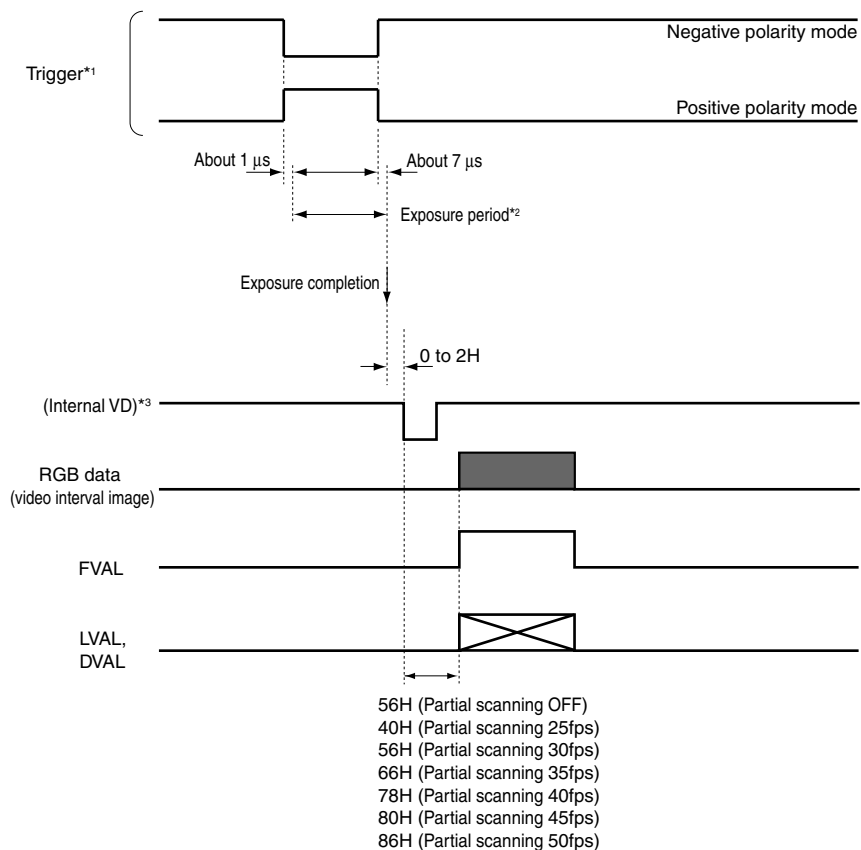 Negative polarity mode
Trigger*1
Positive polarity mode
About 1 μs
About 7 μs
Exposure period*2
Exposure completion
0 to 2H
(Internal VD)*3
RGB data
(video interval image)
FVAL
LVAL,
DVAL
56H (Partial scanning OFF)
40H (Partial scanning 25fps)
56H (Partial scanning 30fps)
66H (Partial scanning 35fps)
78H (Partial scanning 40fps)
80H (Partial scanning 45fps)
86H (Partial scanning 50fps)